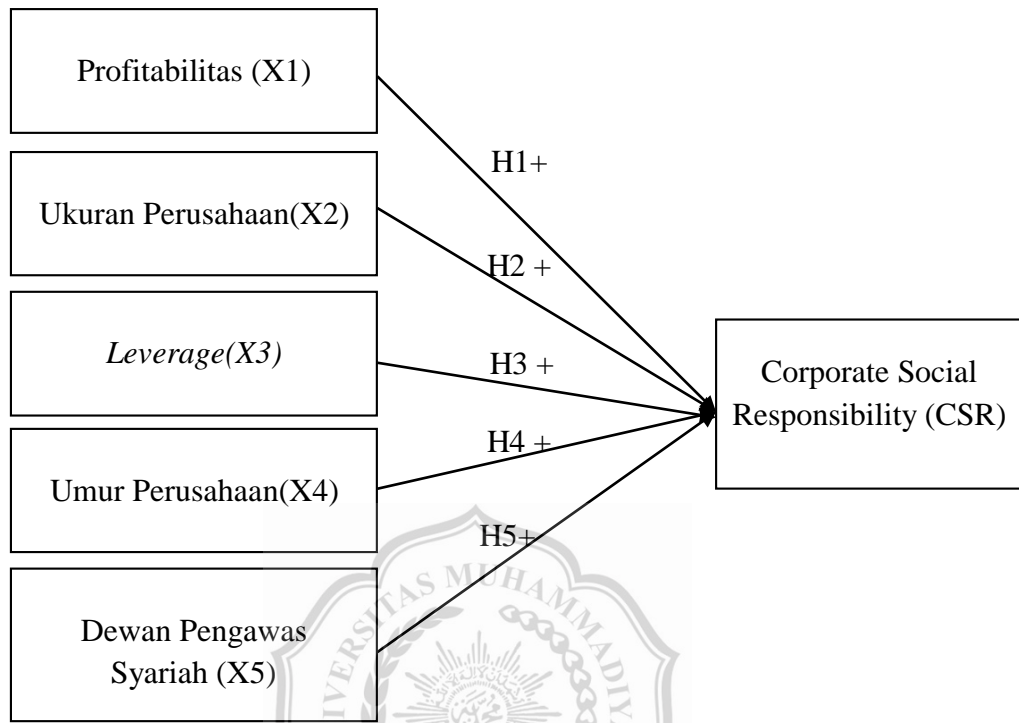 Profitabilitas (X1)
H1+
Ukuran Perusahaan(X2)
H2 +
Leverage(X3)
H3 +
Corporate Social
Responsibility (CSR)
H4 +
Umur Perusahaan(X4)
H5+
Dewan Pengawas
Syariah (X5)